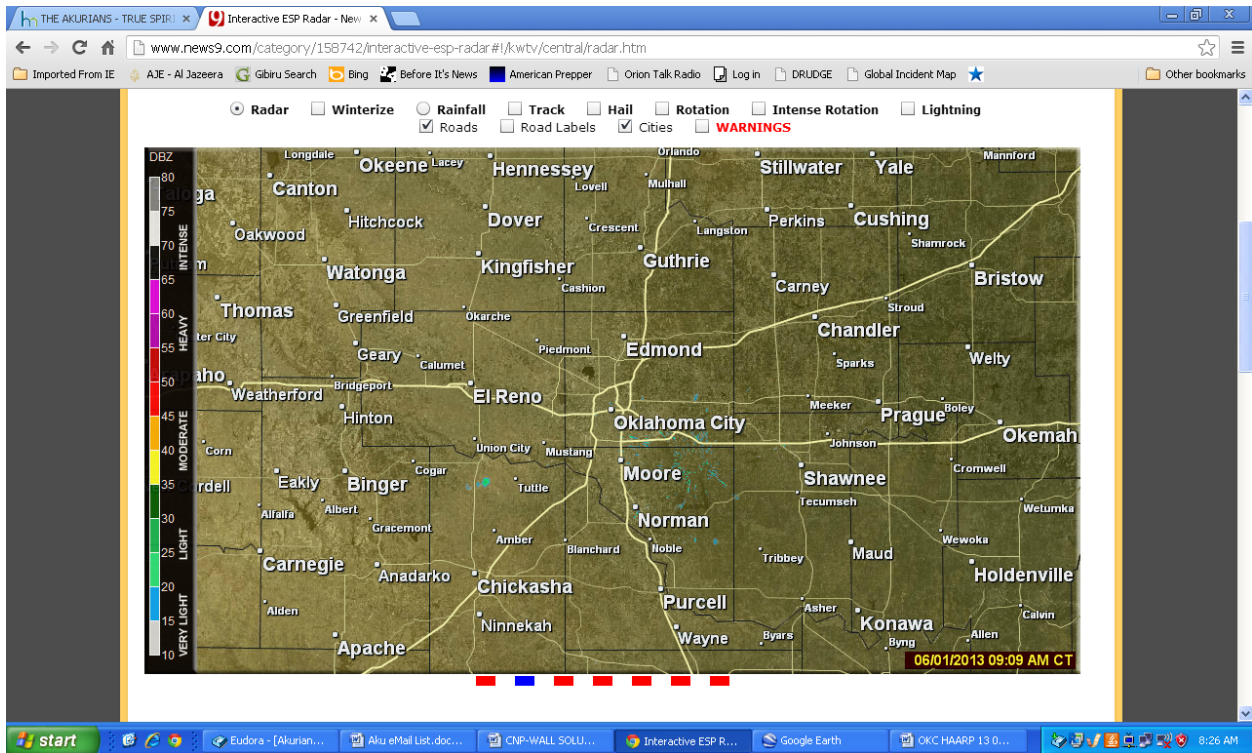 THE AKURIANS - TRUE SPIRI
Interactive ESP Radar - New
www.news9.com/category/158742/interactive-esp-radar#!/kwtv/central/radar.htm
Imported From IE AJE - Al Jazeera Gibiru Search Bing Before It's News American Prepper Orion Talk Radio Log in DRUDGE Global Incident Map Other bookmarks
Radar Winterize Rainfall Track Hail Rotation Intense Rotation Lightning
Roads Road Labels Cities WARNINGS
DBZ Longdale Okeene Lacey Hennessey Orlando Stillwater Yale Mannford
80 ga Canton Lovell Mulhall
75 Oakwood Hitchcock Dover Crescent Langston Perkins Cushing
70 INTENSE m Watonga Kingfisher Guthrie Shamrock
65 Cashion Carney Bristow
60 Thomas Greenfield Okarche Stroud
HEAVY ter City Chandler
55 Geary Calumet Piedmont Edmond Sparks Welty
50 aho Weatherford Bridgeport El Reno
45 Hinton Oklahoma City Meeker Prague Boley Okemah
MODERATE
40 Corn Union City Mustang Johnson
35 rdell Eakly Binger Cogar Tuttle Moore Shawnee Cromwell
30 Alfalfa Albert Gracemont Norman Tecumseh Wetumka
25 LIGHT Carnegie Anadarko Amber Blanchard Noble Tribbey Maud Wewoka
20 Chickasha Holdenville
15 Alden Ninnekah Purcell Asher Konawa Calvin
10 VERY LIGHT Apache Wayne Byars Byng Allen
06/01/2013 09:09 AM CT
start Eudora - [Akurian... Aku eMail List.doc... CNP-WALL SOLU... Interactive ESP R... Google Earth OKC HAARP 13 0... 8:26 AM